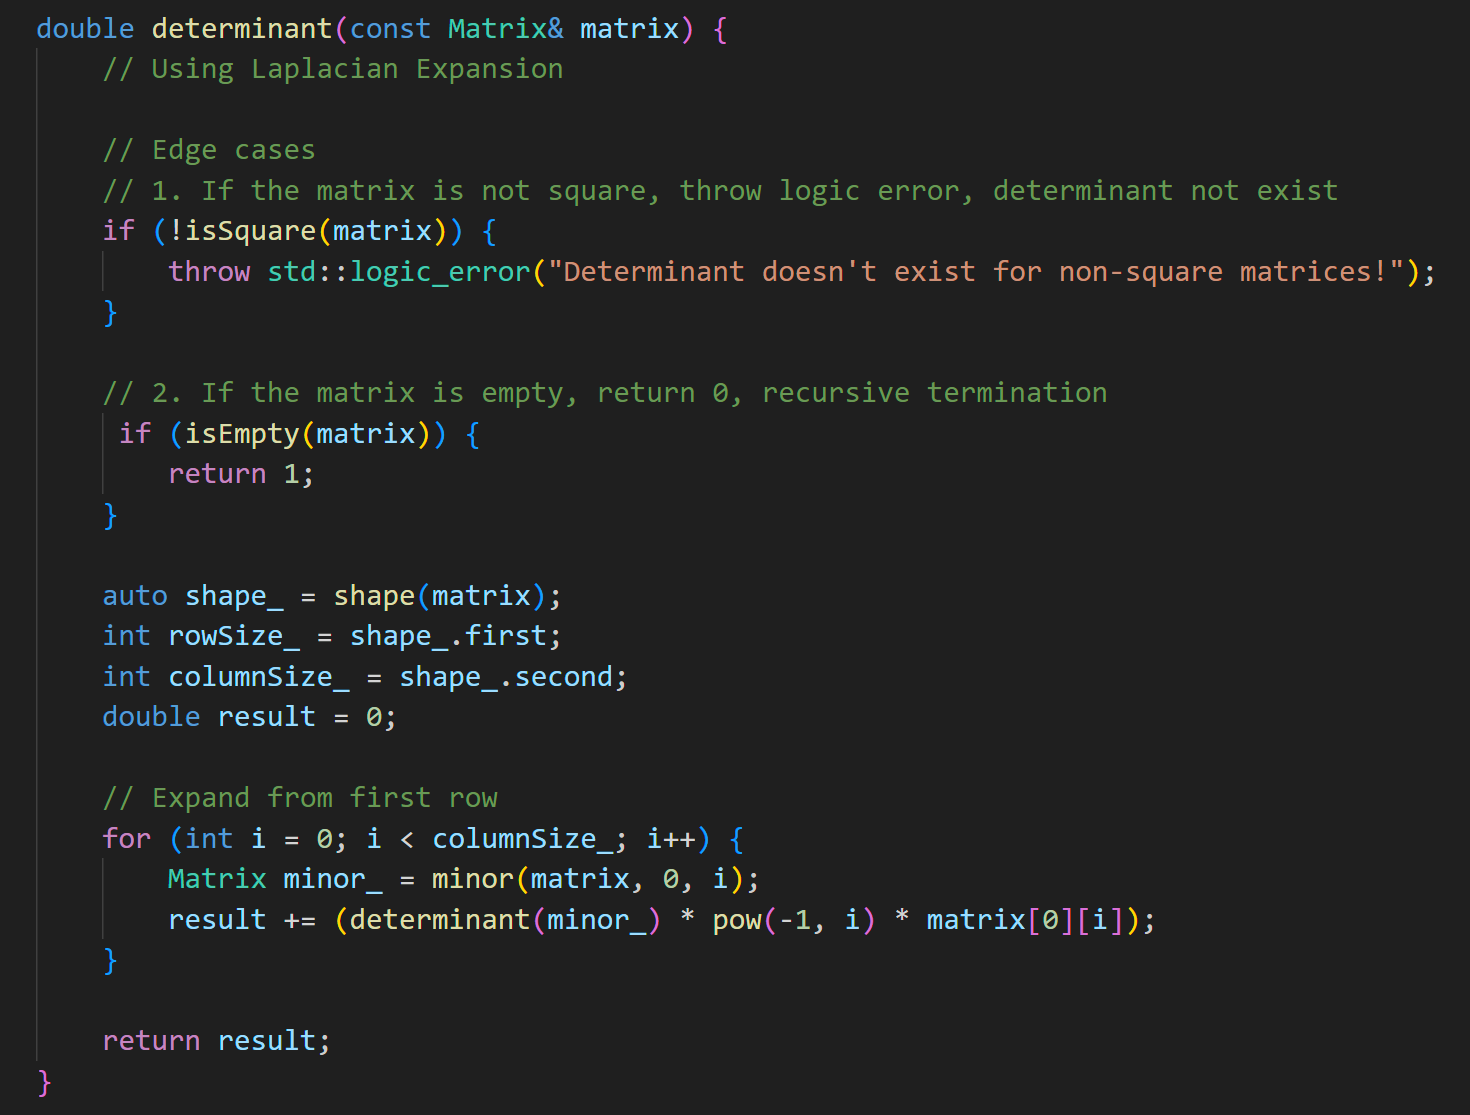 double determinant(const Matrix& matrix) {
    // Using Laplacian Expansion

    // Edge cases
    // 1. If the matrix is not square, throw logic error, determinant not exist
    if (!isSquare(matrix)) {
        throw std::logic_error("Determinant doesn't exist for non-square matrices!");
    }

    // 2. If the matrix is empty, return 0, recursive termination
     if (isEmpty(matrix)) {
        return 1;
    }

    auto shape_ = shape(matrix);
    int rowSize_ = shape_.first;
    int columnSize_ = shape_.second;
    double result = 0;

    // Expand from first row
    for (int i = 0; i < columnSize_; i++) {
        Matrix minor_ = minor(matrix, 0, i);
        result += (determinant(minor_) * pow(-1, i) * matrix[0][i]);
    }

    return result;
}